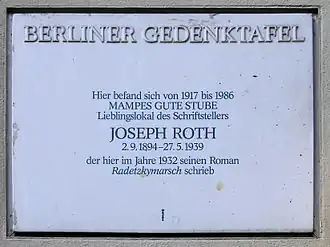 BERLINER GEDENKTAFEL
Hier befand sich von 1917 bis 1986
MAMPES GUTE STUBE
Lieblingslokal des Schriftstellers
JOSEPH ROTH
2. 9. 1894–27. 5. 1939
der hier im Jahre 1932 seinen Roman
Radetzkymarsch schrieb